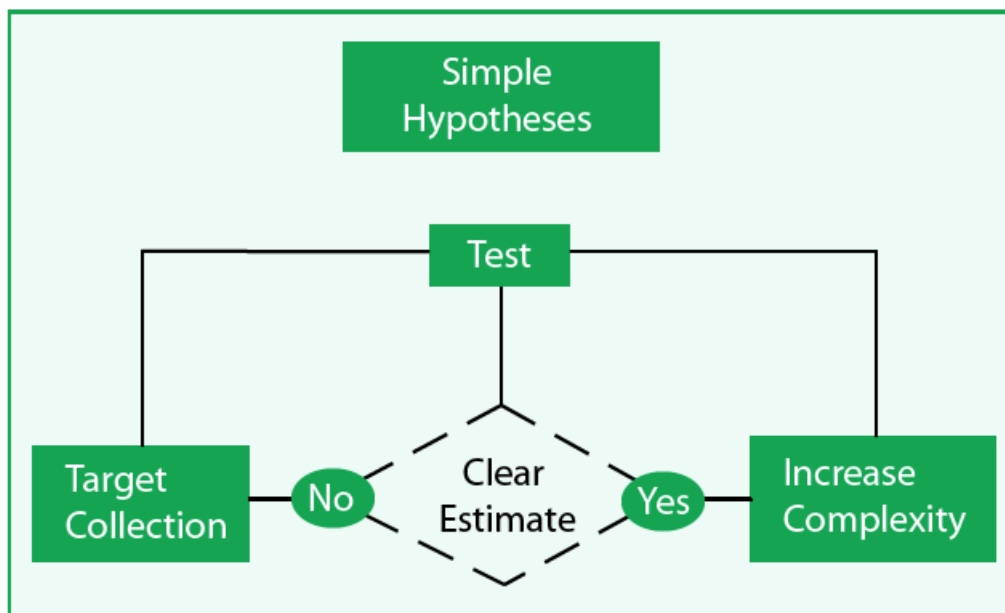 Simple
Hypotheses
Test
Target
Collection
No
Clear
Estimate
Yes
Increase
Complexity